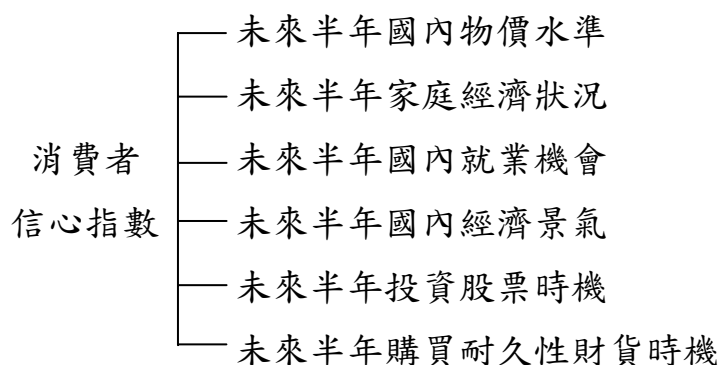 未來半年國內物價水準
未來半年家庭經濟狀況
消費者
未來半年國內就業機會
信心指數
未來半年國內經濟景氣
未來半年投資股票時機
未來半年購買耐久性財貨時機